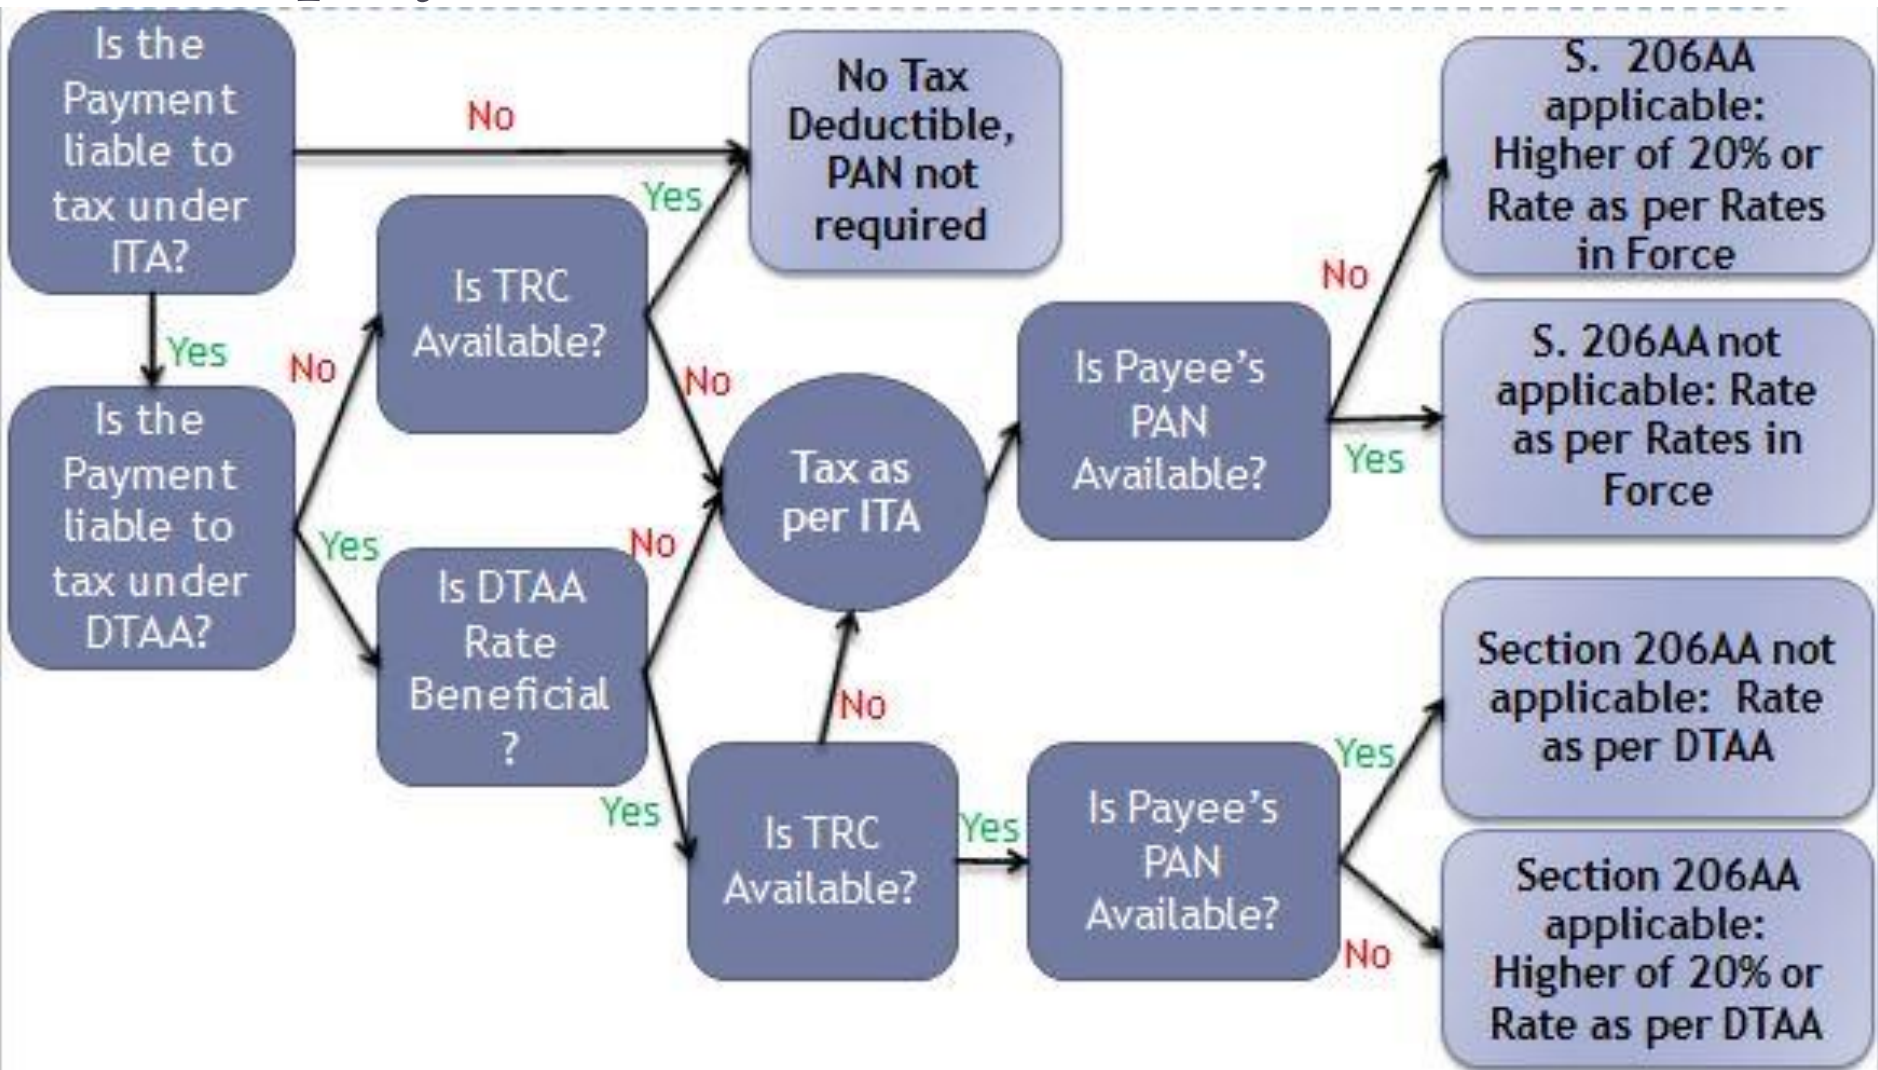 Is the
Payment
liable to
tax under
ITA?
No
No Tax
Deductible,
PAN not
required
Yes
Is the
Payment
liable to
tax under
DTAA?
No
Is TRC
Available?
Yes
No
Yes
Is DTAA
Rate
Beneficial
?
No
Yes
Tax as
per ITA
Is TRC
Available?
No
Yes
Is Payee's
PAN
Available?
No
Yes
S. 206AA
applicable:
Higher of 20% or
Rate as per Rates
in Force
S. 206AA not
applicable: Rate
as per Rates in
Force
Is Payee's
PAN
Available?
Yes
No
Section 206AA not
applicable: Rate
as per DTAA
Section 206AA
applicable:
Higher of 20% or
Rate as per DTAA